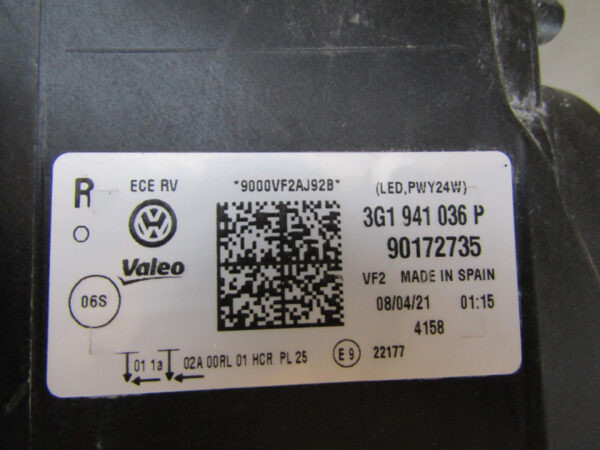 R ECE RV *9000VF2AJ92B* (LED,PWY24W)
3G1 941 036 P
Valeo 90172735
VF2 MADE IN SPAIN
06S 08/04/21 01:15
4158
01 1a 02A 00RL 01 HCR PL 25 E9 22177